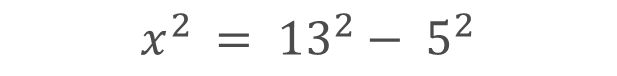 x² = 13² − 5²